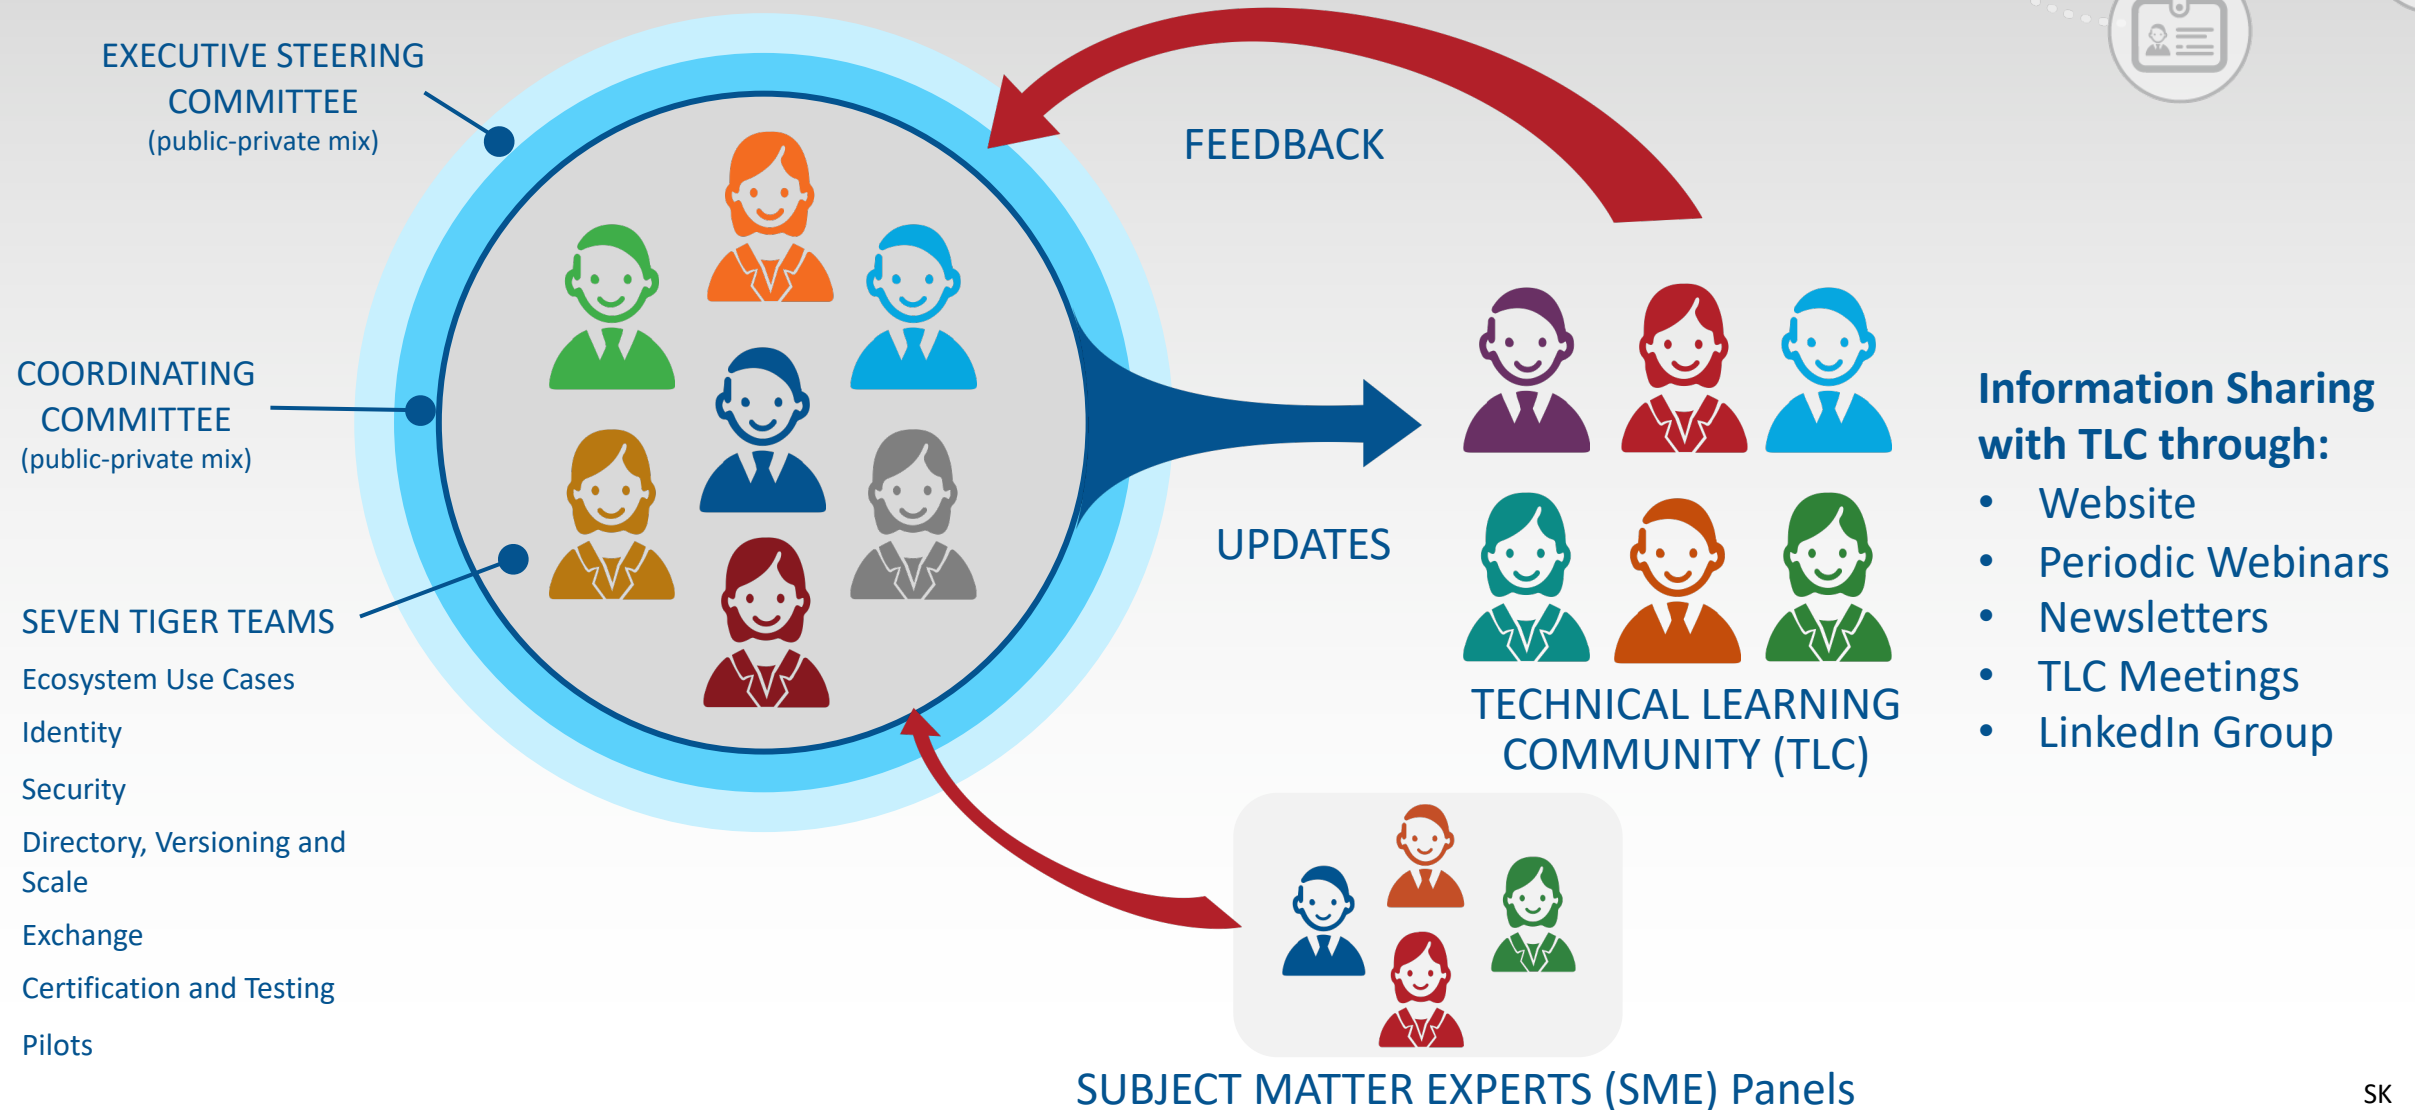 EXECUTIVE STEERING
COMMITTEE
(public-private mix)
COORDINATING
COMMITTEE
(public-private mix)
SEVEN TIGER TEAMS
Ecosystem Use Cases
Identity
Security
Directory, Versioning and
Scale
Exchange
Certification and Testing
Pilots
FEEDBACK
UPDATES
TECHNICAL LEARNING
COMMUNITY (TLC)
SUBJECT MATTER EXPERTS (SME) Panels
Information Sharing
with TLC through:
• Website
• Periodic Webinars
• Newsletters
• TLC Meetings
• LinkedIn Group
SK